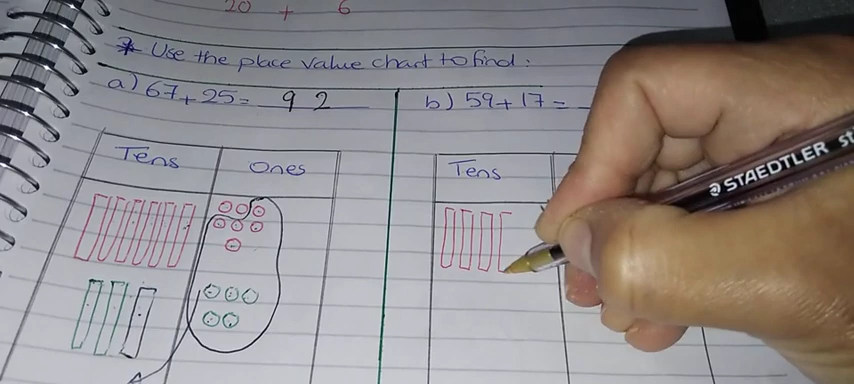 20 + 6
* Use the place value chart to find:
a) 67+25= 92
b) 59+17=
Tens Ones
Tens
STAEDTLER